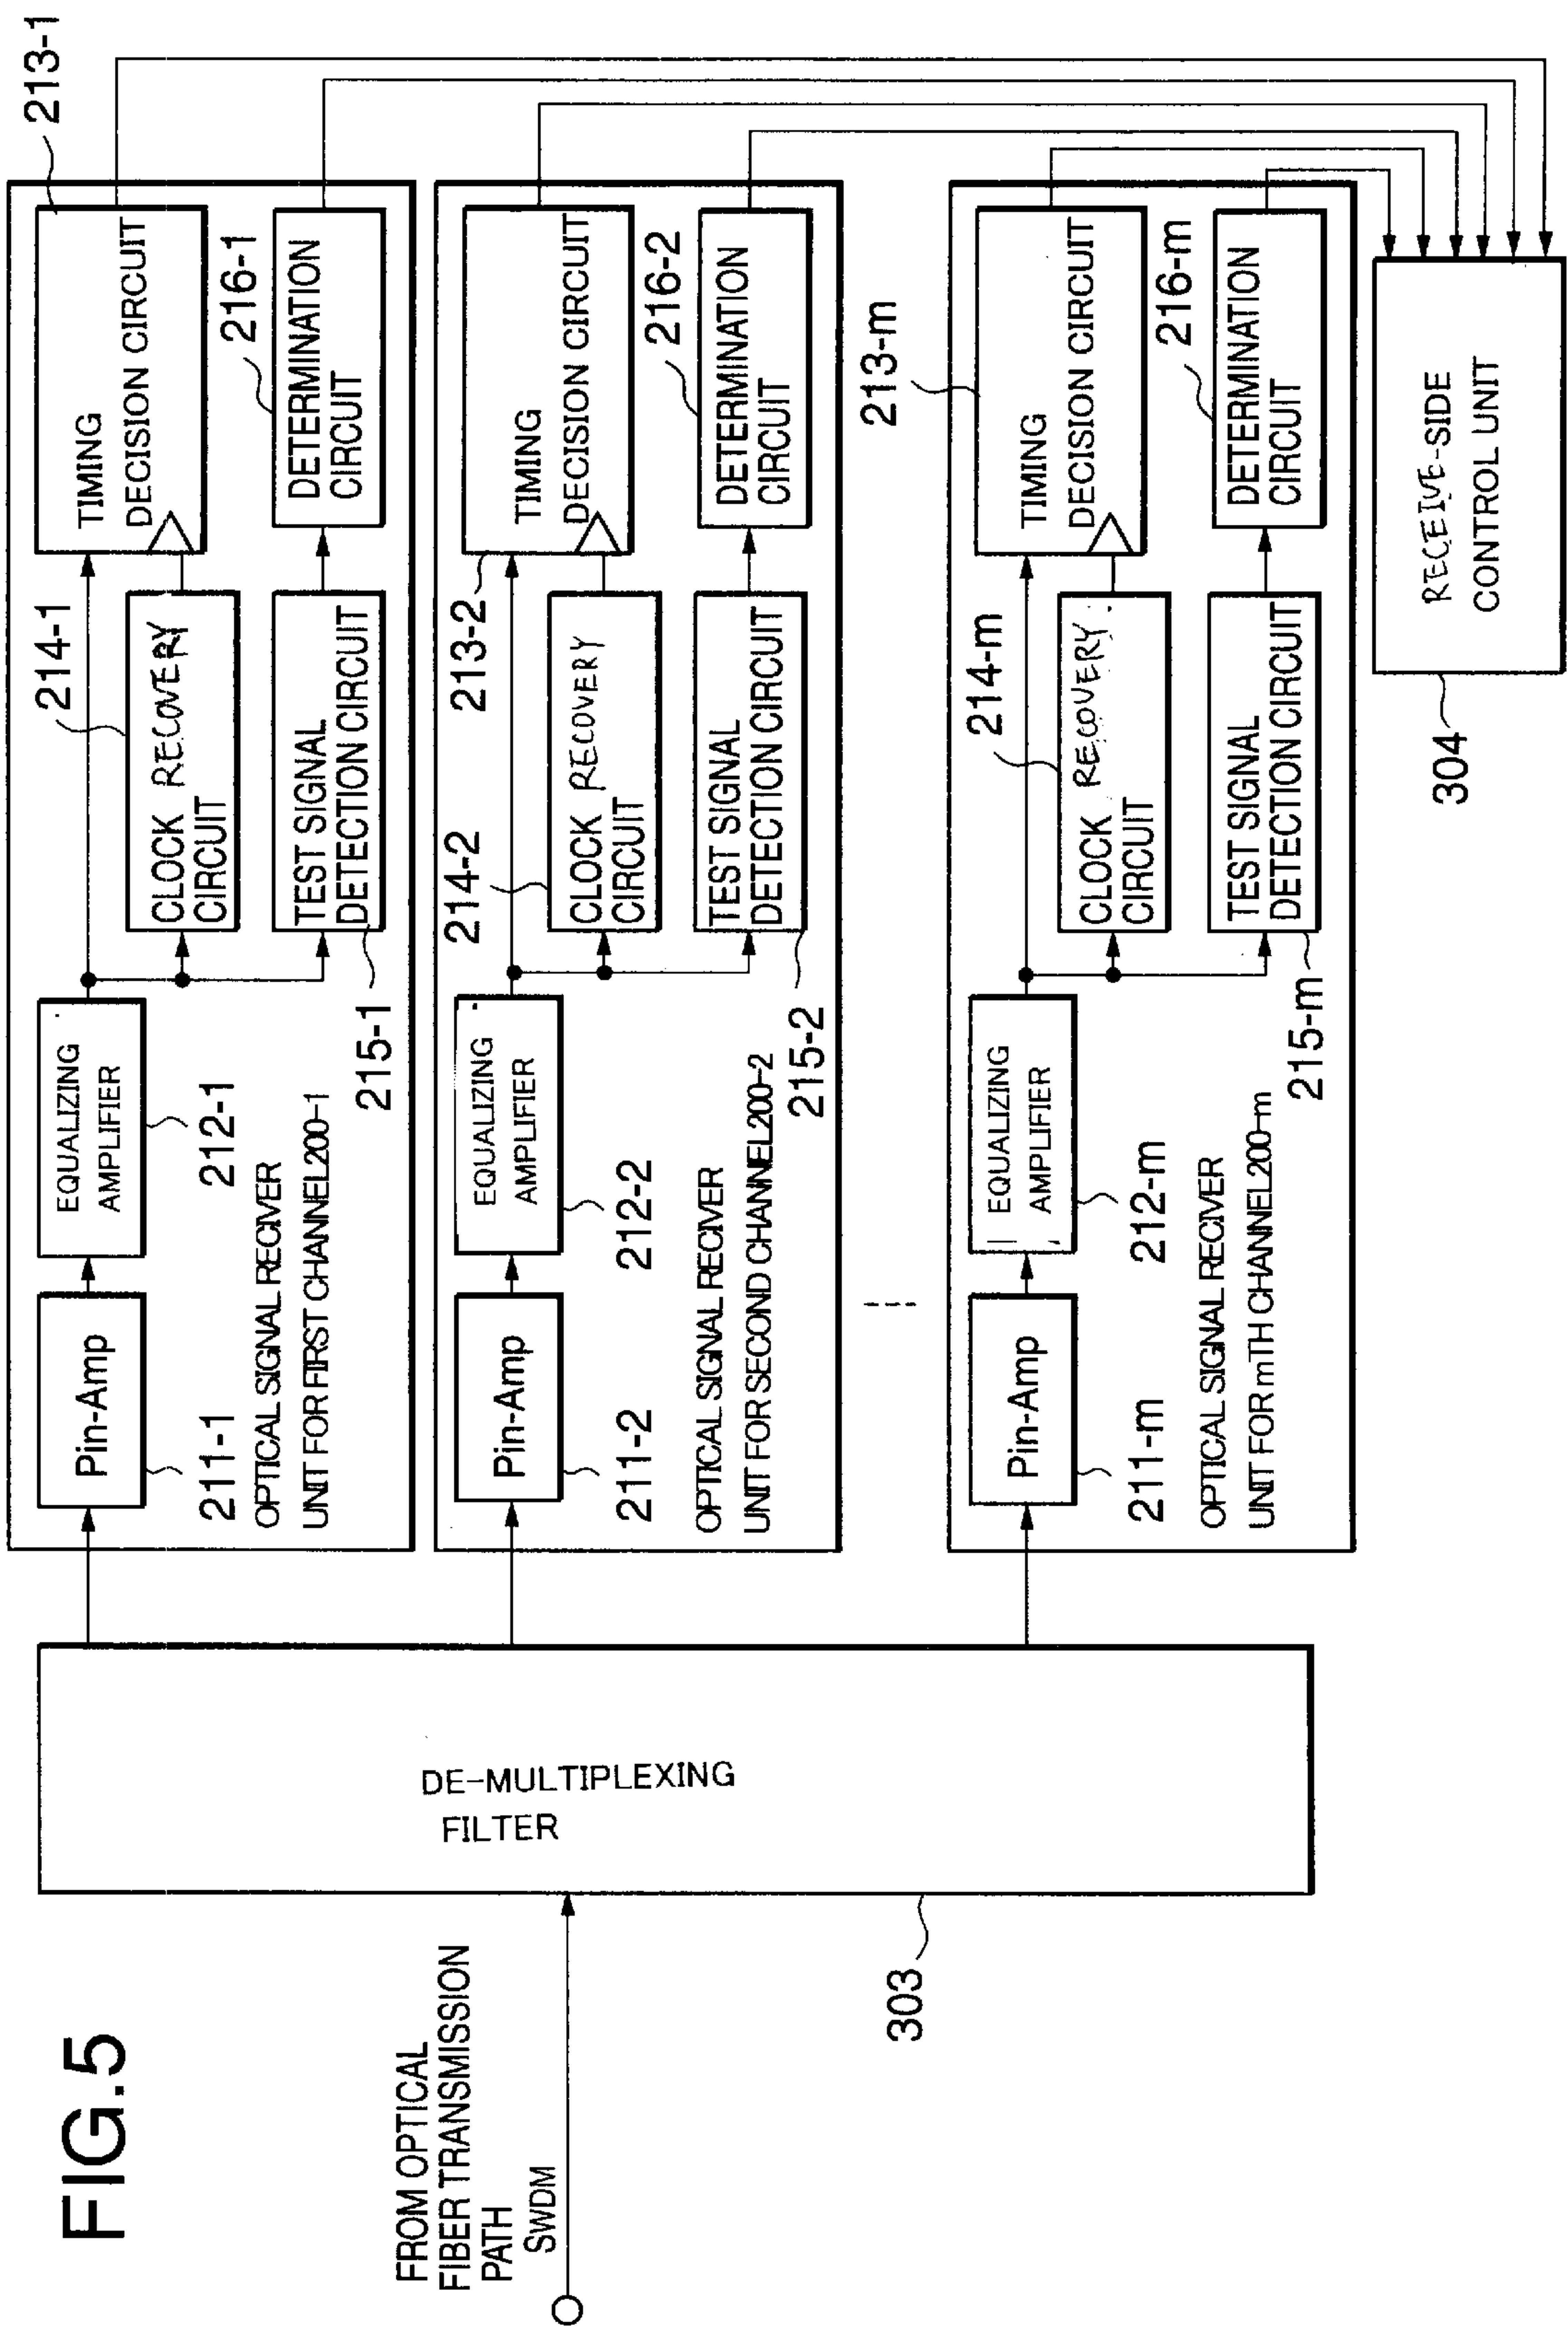 FIG.5
FROM OPTICAL
FIBER TRANSMISSION
PATH
SWDM
303
DE-MULTIPLEXING
FILTER
213-1
214-1
TIMING
DECISION CIRCUIT
216-1
Pin-Amp
EQUALIZING
AMPLIFIER
CLOCK RECOVERY
CIRCUIT
DETERMINATION
CIRCUIT
211-1
212-1
TEST SIGNAL
DETECTION CIRCUIT
215-1
OPTICAL SIGNAL RECIVER
UNIT FOR FIRST CHANNEL200-1
214-2
213-2
TIMING
DECISION CIRCUIT
216-2
Pin-Amp
EQUALIZING
AMPLIFIER
CLOCK RECOVERY
CIRCUIT
DETERMINATION
CIRCUIT
211-2
212-2
TEST SIGNAL
DETECTION CIRCUIT
215-2
OPTICAL SIGNAL RECIVER
UNIT FOR SECOND CHANNEL200-2
213-m
214-m
TIMING
DECISION CIRCUIT
216-m
Pin-Amp
EQUALIZING
AMPLIFIER
CLOCK RECOVERY
CIRCUIT
DETERMINATION
CIRCUIT
211-m
212-m
TEST SIGNAL
DETECTION CIRCUIT
215-m
OPTICAL SIGNAL RECIVER
UNIT FOR mTH CHANNEL200-m
304
RECEIVE-SIDE
CONTROL UNIT